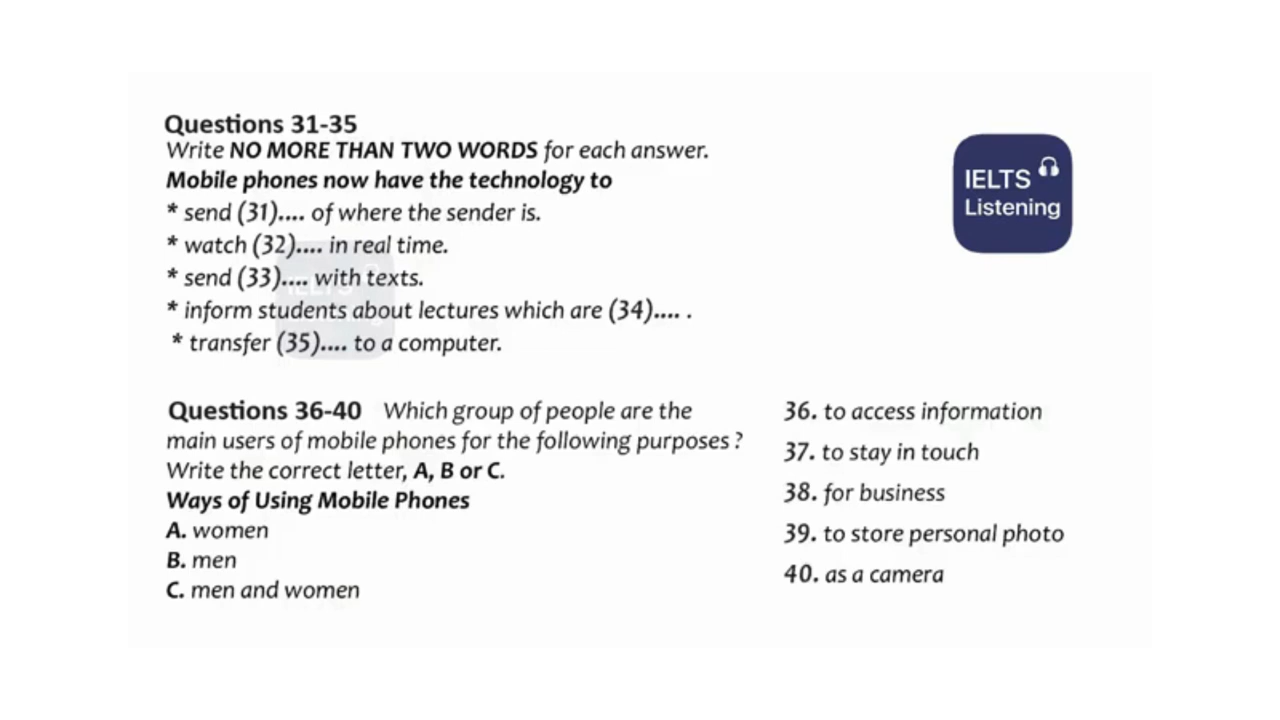 Questions 31-35
Write NO MORE THAN TWO WORDS for each answer.
Mobile phones now have the technology to
* send (31).... of where the sender is.
* watch (32).... in real time.
* send (33).... with texts.
* inform students about lectures which are (34).... .
* transfer (35).... to a computer.
IELTS
Listening
Questions 36-40 Which group of people are the
main users of mobile phones for the following purposes ?
Write the correct letter, A, B or C.
Ways of Using Mobile Phones
A. women
B. men
C. men and women
36. to access information
37. to stay in touch
38. for business
39. to store personal photo
40. as a camera